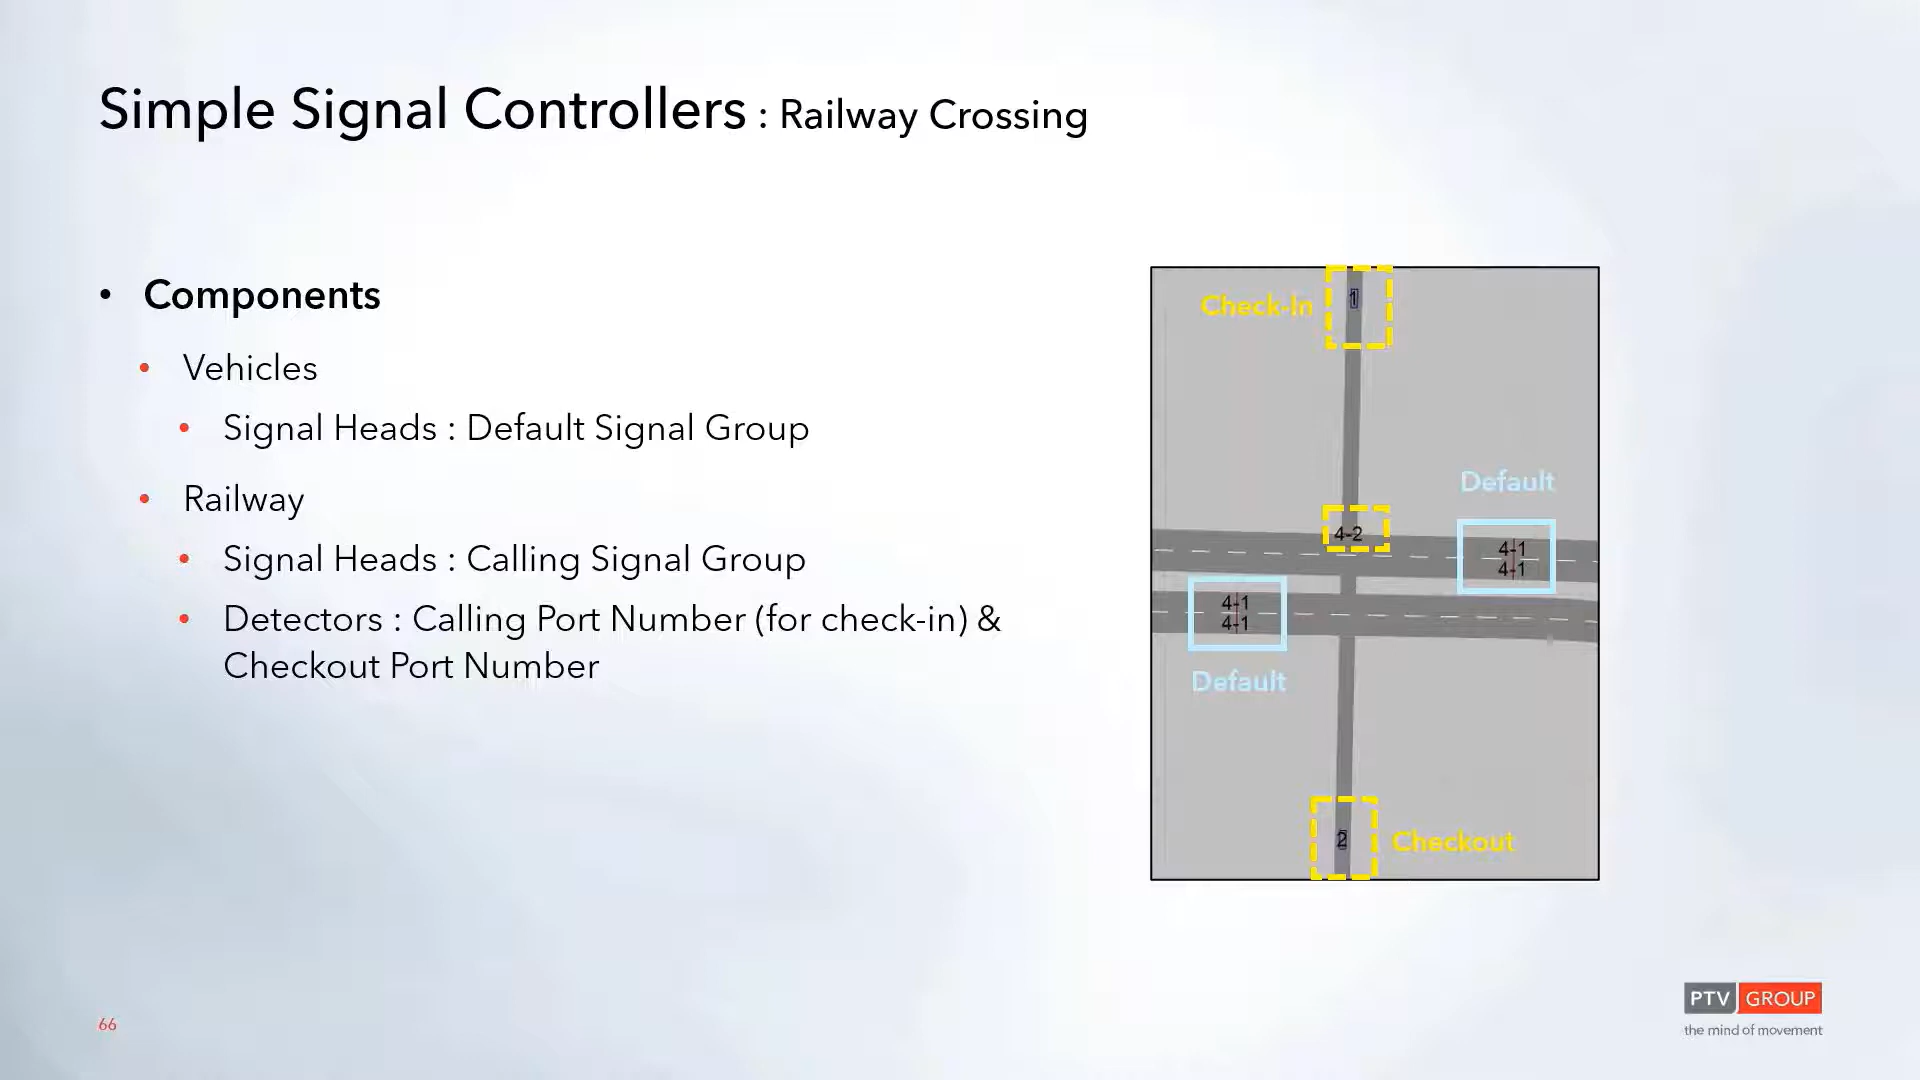 Simple Signal Controllers : Railway Crossing
• Components
• Vehicles
• Signal Heads : Default Signal Group
• Railway
• Signal Heads : Calling Signal Group
• Detectors : Calling Port Number (for check-in) &
Checkout Port Number
Check-In
1
Default
4-2
4-1
4-1
4-1
4-1
Default
2
Checkout
66
PTV GROUP
the mind of movement